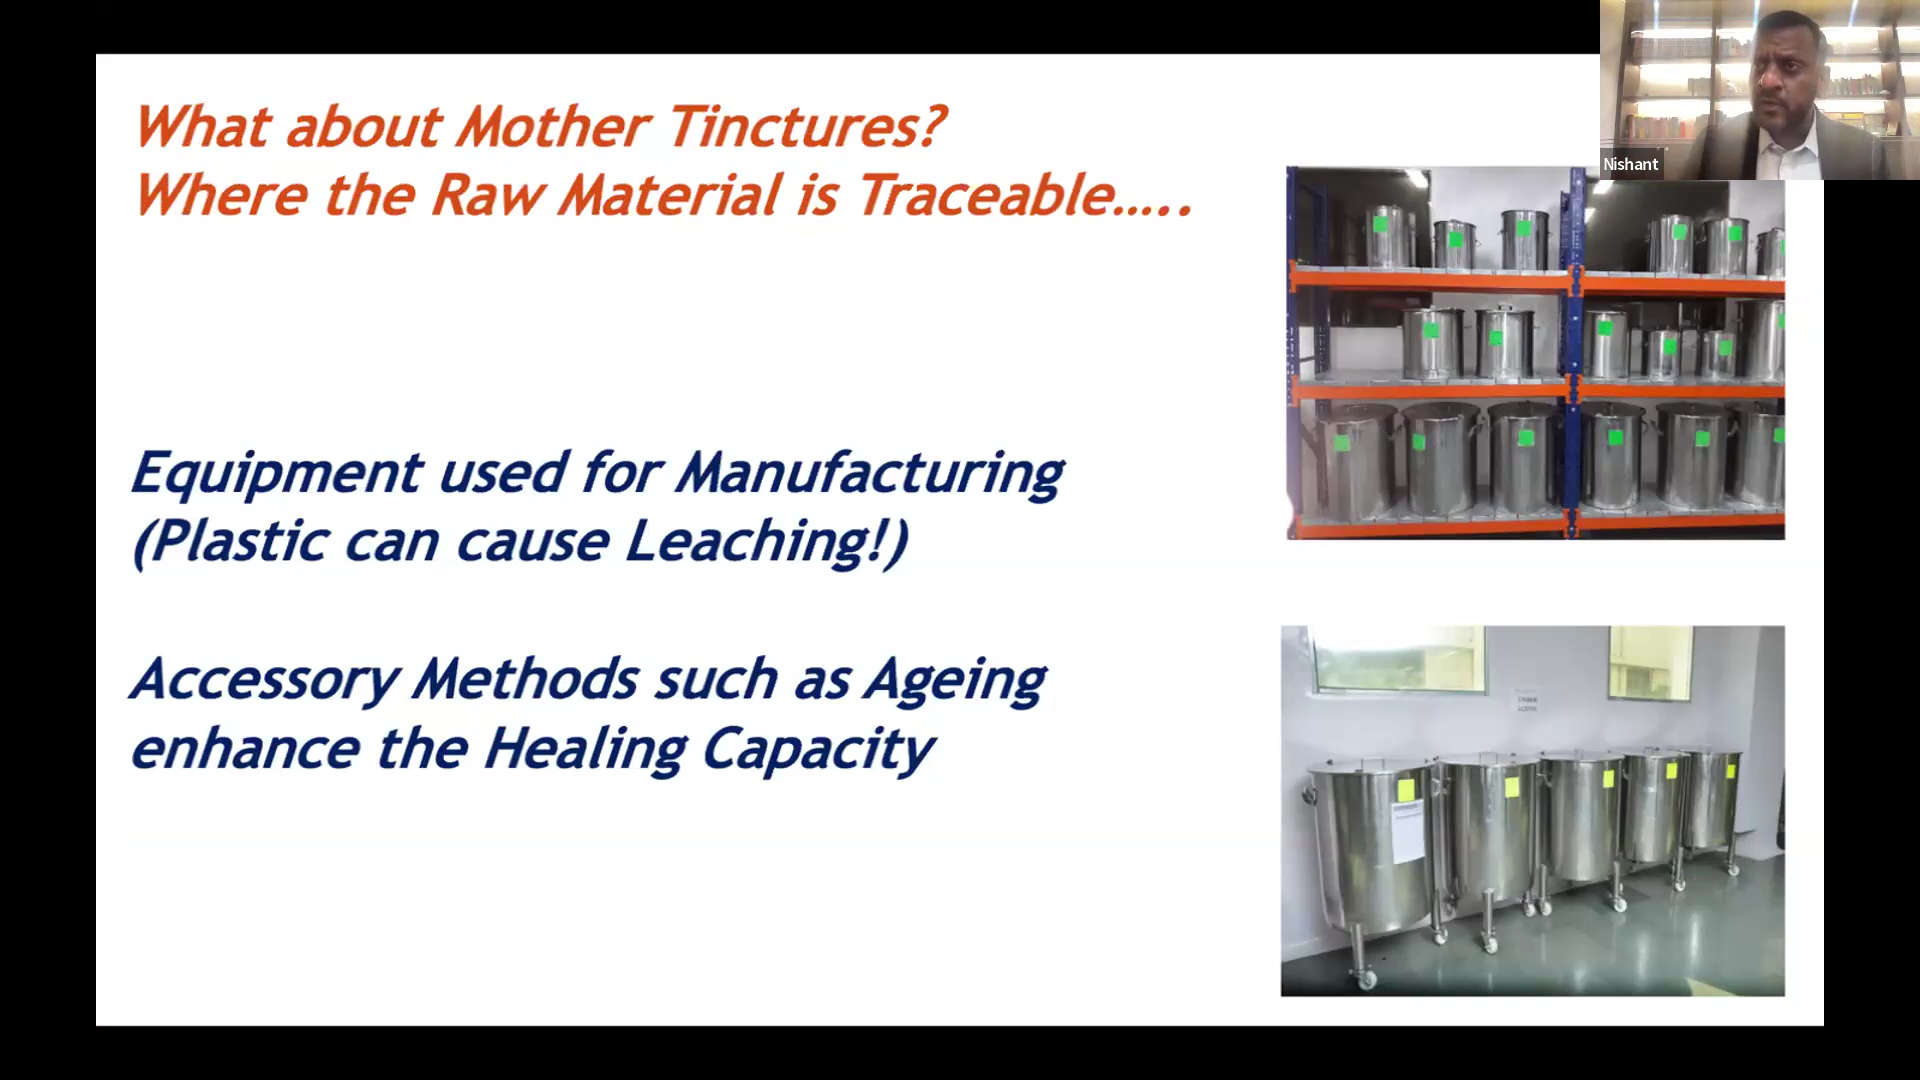 What about Mother Tinctures?
Where the Raw Material is Traceable.....
Nishant
Equipment used for Manufacturing
(Plastic can cause Leaching!)
Accessory Methods such as Ageing
enhance the Healing Capacity